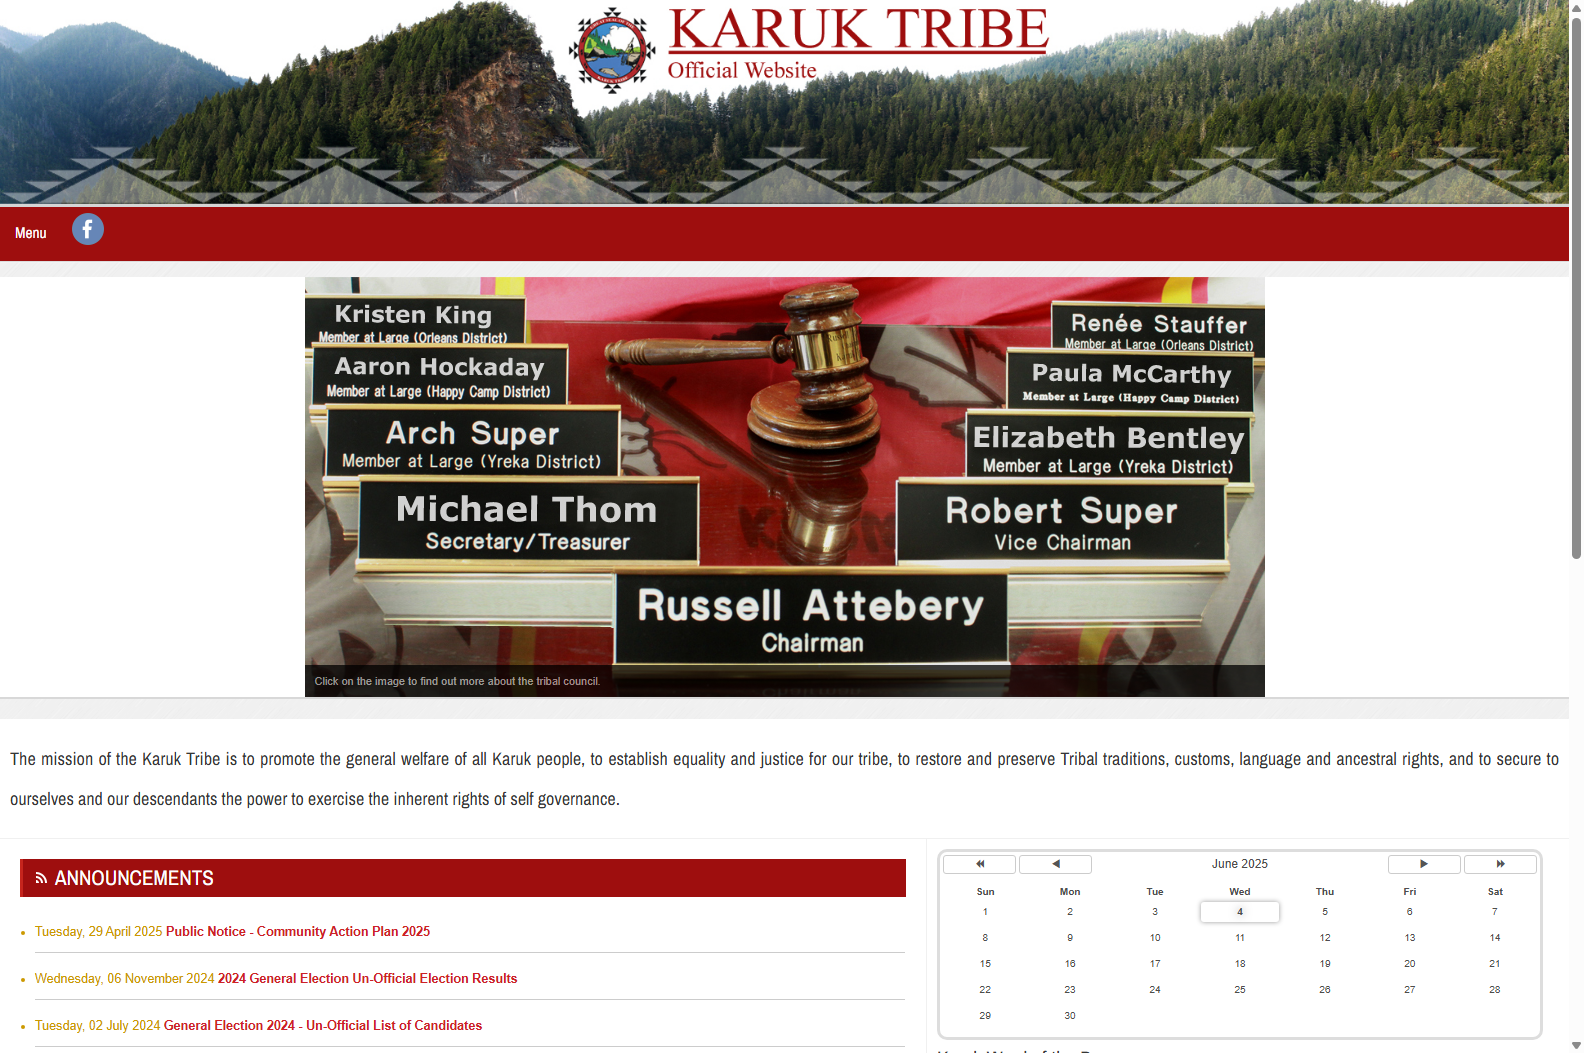 KARUK TRIBE
Official Website
Menu
Kristen King
Member at Large (Orleans District)
Aaron Hockaday
Member at Large (Happy Camp District)
Arch Super
Member at Large (Yreka District)
Michael Thom
Secretary/Treasurer
Renée Stauffer
Member at Large (Orleans District)
Paula McCarthy
Member at Large (Happy Camp District)
Elizabeth Bentley
Member at Large (Yreka District)
Robert Super
Vice Chairman
Russell Attebery
Chairman
Click on the image to find out more about the tribal council.
The mission of the Karuk Tribe is to promote the general welfare of all Karuk people, to establish equality and justice for our tribe, to restore and preserve Tribal traditions, customs, language and ancestral rights, and to secure to
ourselves and our descendants the power to exercise the inherent rights of self governance.
ANNOUNCEMENTS
Tuesday, 29 April 2025 Public Notice - Community Action Plan 2025
Wednesday, 06 November 2024 2024 General Election Un-Official Election Results
Tuesday, 02 July 2024 General Election 2024 - Un-Official List of Candidates
June 2025
Sun Mon Tue Wed Thu Fri Sat
1 2 3 4 5 6 7
8 9 10 11 12 13 14
15 16 17 18 19 20 21
22 23 24 25 26 27 28
29 30